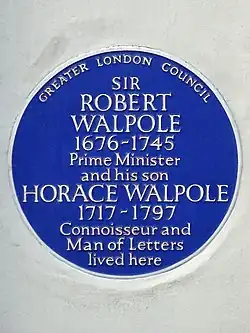 GREATER LONDON COUNCIL
SIR
ROBERT
WALPOLE
1676-1745
Prime Minister
and his son
HORACE WALPOLE
1717-1797
Connoisseur and
Man of Letters
lived here